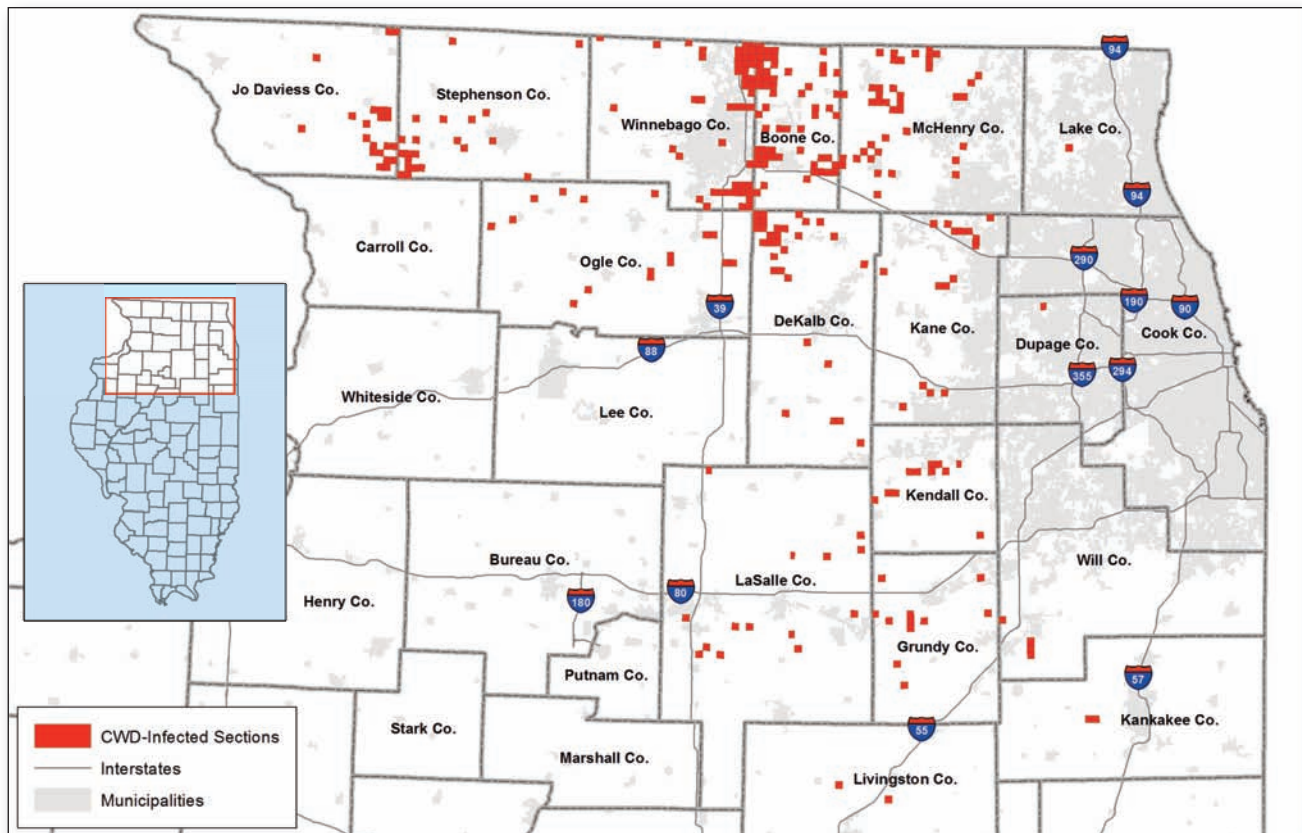 94
Jo Daviess Co.
Stephenson Co.
Winnebago Co.
Boone Co.
McHenry Co.
Lake Co.
94
Carroll Co.
Ogle Co.
290
39
190
90
DeKalb Co.
Kane Co.
Dupage Co.
Cook Co.
88
355
294
Whiteside Co.
Lee Co.
Kendall Co.
Bureau Co.
LaSalle Co.
Will Co.
Henry Co.
180
80
Grundy Co.
Putnam Co.
57
Stark Co.
Kankakee Co.
55
Marshall Co.
Livingston Co.
CWD-Infected Sections
Interstates
Municipalities